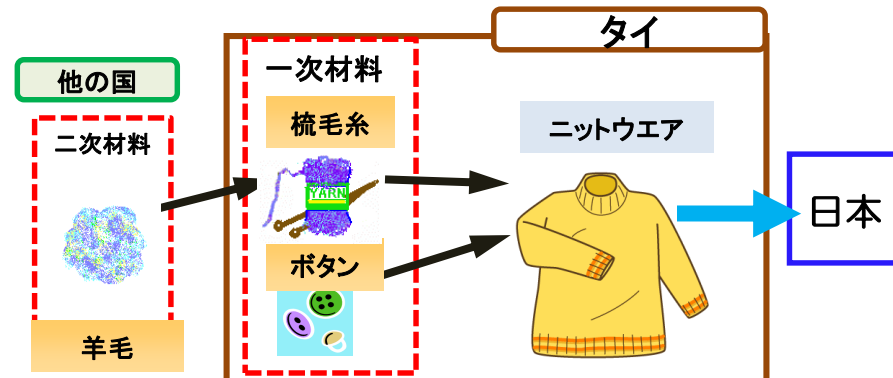 タイ
他の国
二次材料
羊毛
一次材料
梳毛糸
YARN
ボタン
ニットウエア
日本